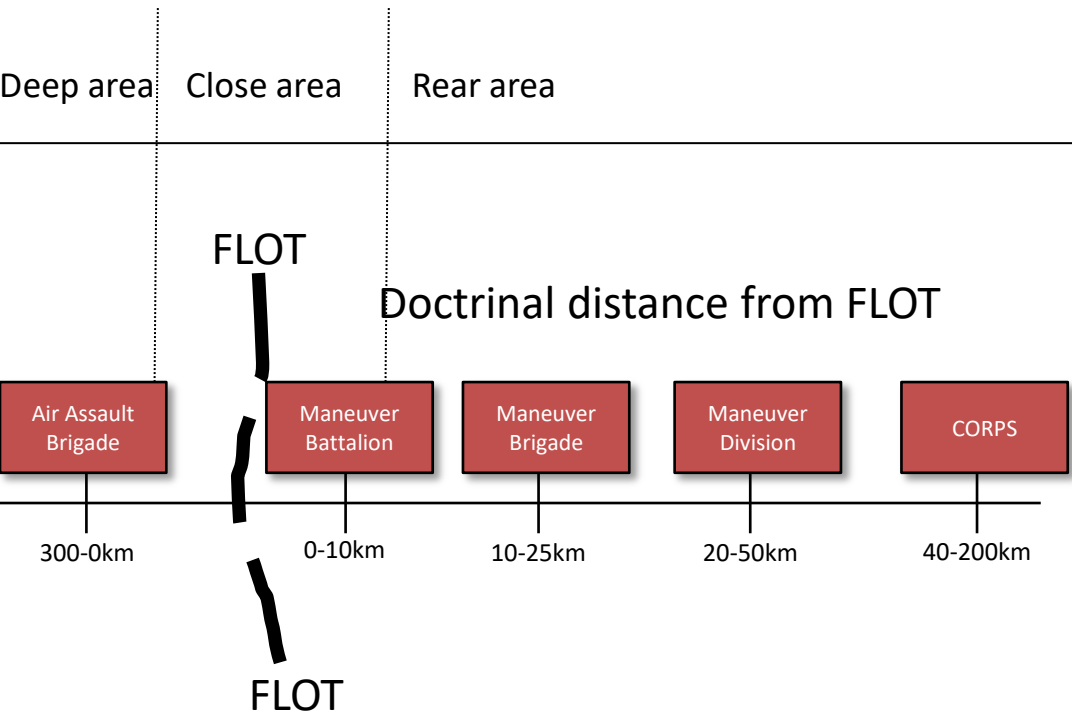 Deep area
Close area
Rear area
FLOT
Doctrinal distance from FLOT
Air Assault
Brigade
Maneuver
Battalion
Maneuver
Brigade
Maneuver
Division
CORPS
300-0km
0-10km
10-25km
20-50km
40-200km
FLOT